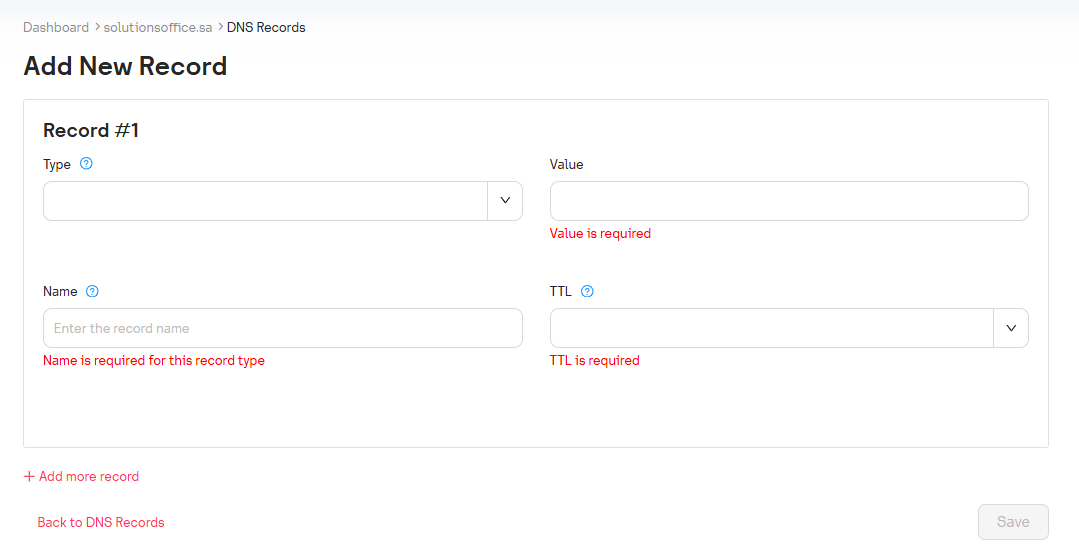 Dashboard > solutionsoffice.sa > DNS Records
Add New Record
Record #1
Type ?
Value
Value is required
Name ?
TTL ?
Enter the record name
Name is required for this record type
TTL is required
+ Add more record
Back to DNS Records
Save